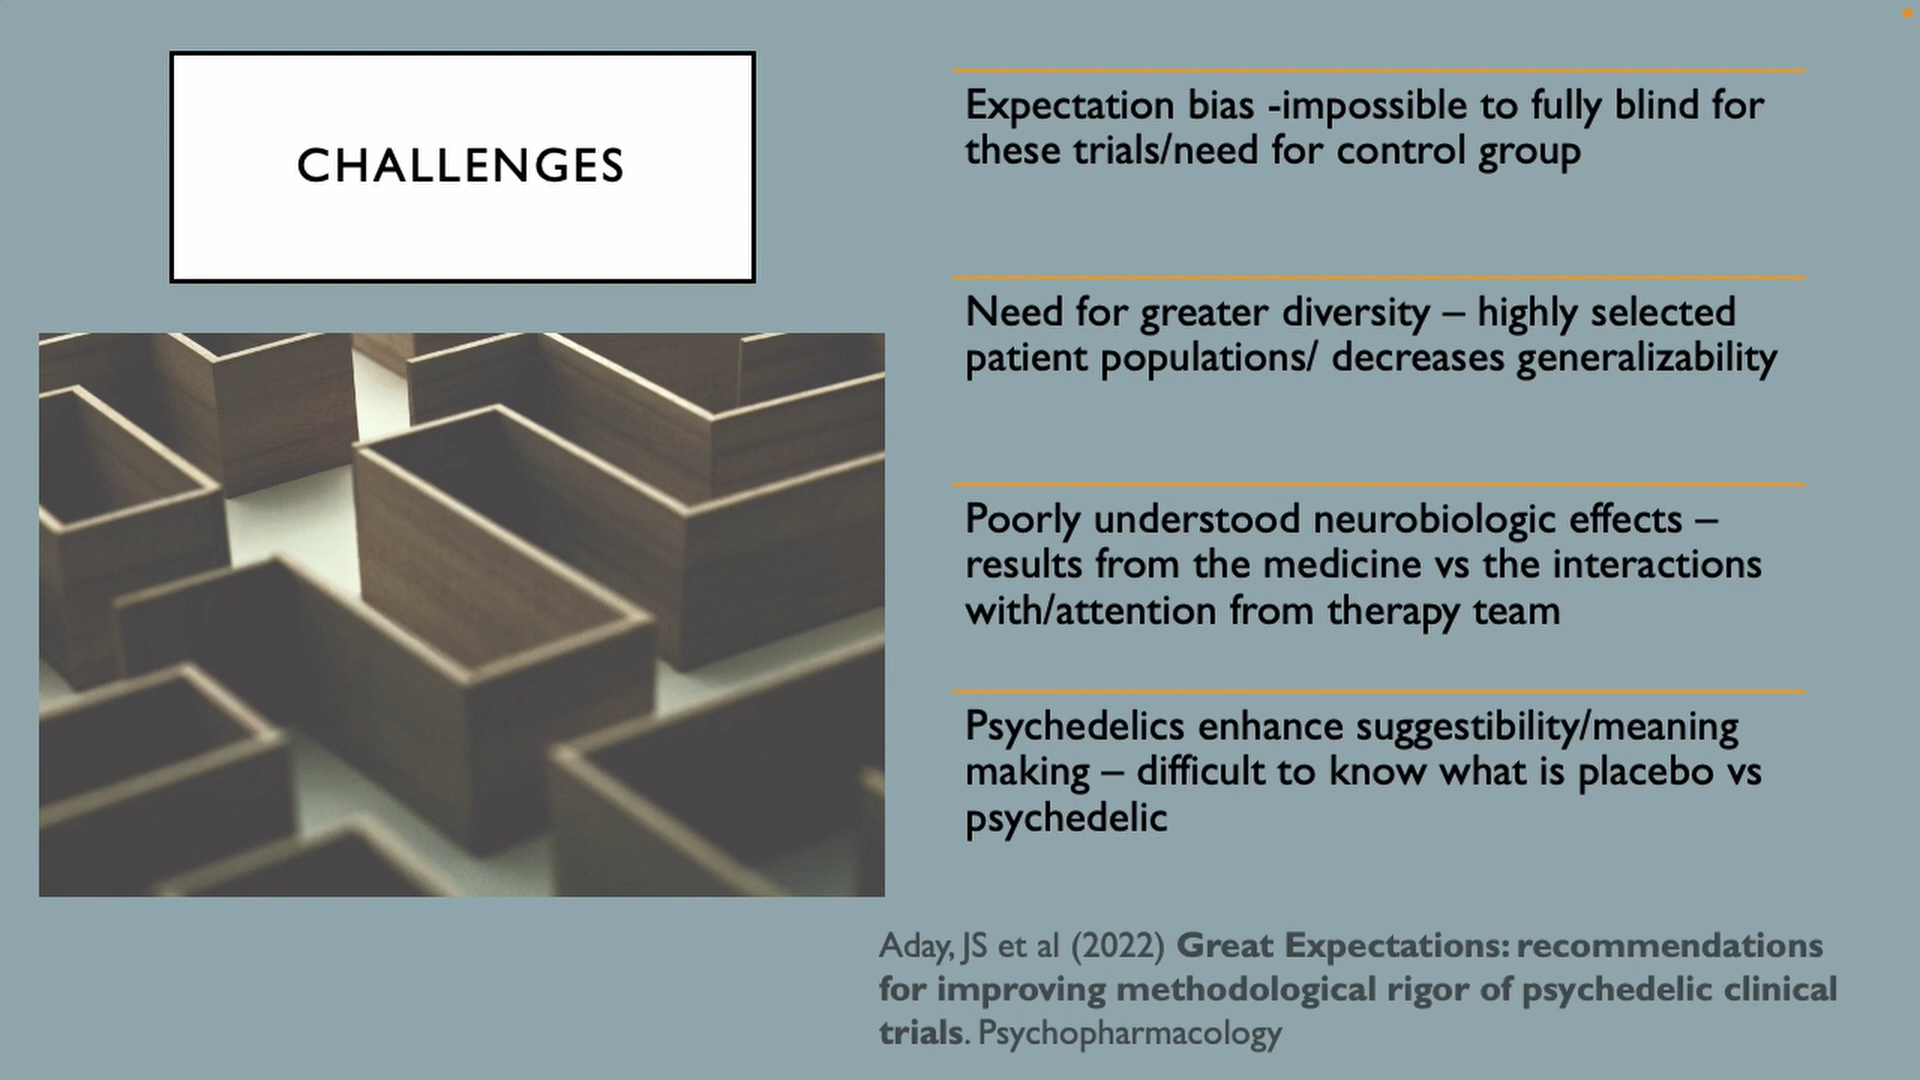 CHALLENGES
Expectation bias -impossible to fully blind for
these trials/need for control group
Need for greater diversity – highly selected
patient populations/ decreases generalizability
Poorly understood neurobiologic effects –
results from the medicine vs the interactions
with/attention from therapy team
Psychedelics enhance suggestibility/meaning
making – difficult to know what is placebo vs
psychedelic
Aday, JS et al (2022) Great Expectations: recommendations
for improving methodological rigor of psychedelic clinical
trials. Psychopharmacology